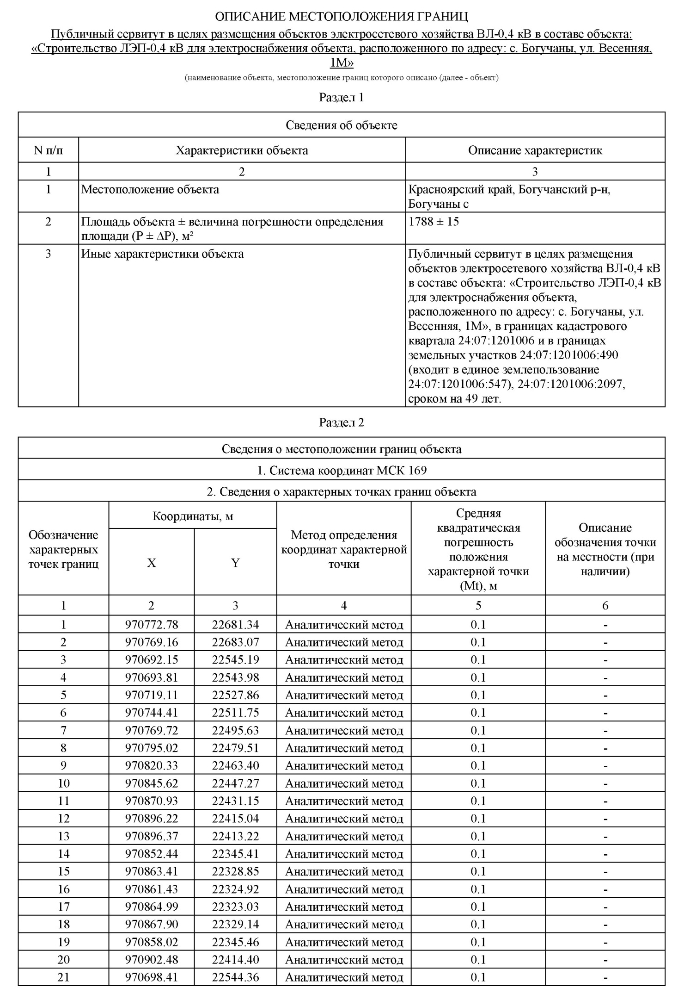 ОПИСАНИЕ МЕСТОПОЛОЖЕНИЯ ГРАНИЦ
Публичный сервитут в целях размещения объектов электросетевого хозяйства ВЛ-0,4 кВ в составе объекта:
«Строительство ЛЭП-0,4 кВ для электроснабжения объекта, расположенного по адресу: с. Богучаны, ул. Весенняя,
1М»
(наименование объекта, местоположение границ которого описано (далее - объект)
Раздел 1
Сведения об объекте
N п/п Характеристики объекта Описание характеристик
1 2 3
1 Местоположение объекта Красноярский край, Богучанский р-н,
Богучаны с
2 Площадь объекта ± величина погрешности определения 1788 ± 15
площади (P ± ∆P), м²
3 Иные характеристики объекта Публичный сервитут в целях размещения
объектов электросетевого хозяйства ВЛ-0,4 кВ
в составе объекта: «Строительство ЛЭП-0,4 кВ
для электроснабжения объекта,
расположенного по адресу: с. Богучаны, ул.
Весенняя, 1М», в границах кадастрового
квартала 24:07:1201006 и в границах
земельных участков 24:07:1201006:490
(входит в единое землепользование
24:07:1201006:547), 24:07:1201006:2097,
сроком на 49 лет.
Раздел 2
Сведения о местоположении границ объекта
1. Система координат МСК 169
2. Сведения о характерных точках границ объекта
Обозначение
характерных
точек границ
Координаты, м
X Y
Метод определения
координат характерной
точки
Средняя
квадратическая
погрешность
положения
характерной точки
(Mt), м
Описание
обозначения точки
на местности (при
наличии)
1 2 3 4 5 6
1 970772.78 22681.34 Аналитический метод 0.1 -
2 970769.16 22683.07 Аналитический метод 0.1 -
3 970692.15 22545.19 Аналитический метод 0.1 -
4 970693.81 22543.98 Аналитический метод 0.1 -
5 970719.11 22527.86 Аналитический метод 0.1 -
6 970744.41 22511.75 Аналитический метод 0.1 -
7 970769.72 22495.63 Аналитический метод 0.1 -
8 970795.02 22479.51 Аналитический метод 0.1 -
9 970820.33 22463.40 Аналитический метод 0.1 -
10 970845.62 22447.27 Аналитический метод 0.1 -
11 970870.93 22431.15 Аналитический метод 0.1 -
12 970896.22 22415.04 Аналитический метод 0.1 -
13 970896.37 22413.22 Аналитический метод 0.1 -
14 970852.44 22345.41 Аналитический метод 0.1 -
15 970863.41 22328.85 Аналитический метод 0.1 -
16 970861.43 22324.92 Аналитический метод 0.1 -
17 970864.99 22323.03 Аналитический метод 0.1 -
18 970867.90 22329.14 Аналитический метод 0.1 -
19 970858.02 22345.46 Аналитический метод 0.1 -
20 970902.48 22414.40 Аналитический метод 0.1 -
21 970698.41 22544.36 Аналитический метод 0.1 -